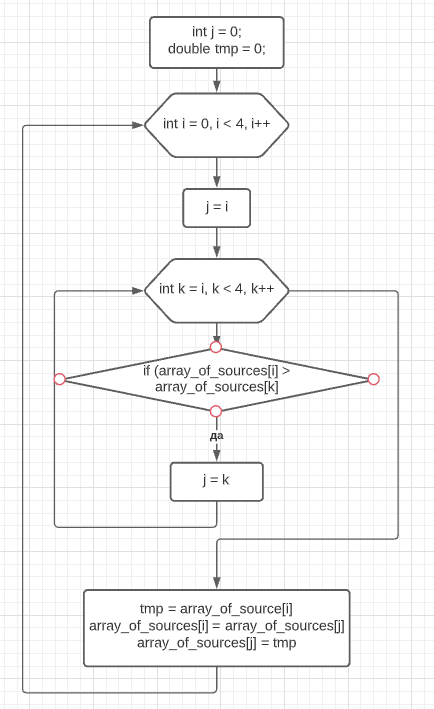 int j = 0;
double tmp = 0;
int i = 0, i < 4, i++
j = i
int k = i, k < 4, k++
if (array_of_sources[i] >
array_of_sources[k]
да
j = k
tmp = array_of_source[i]
array_of_sources[i] = array_of_sources[j]
array_of_sources[j] = tmp